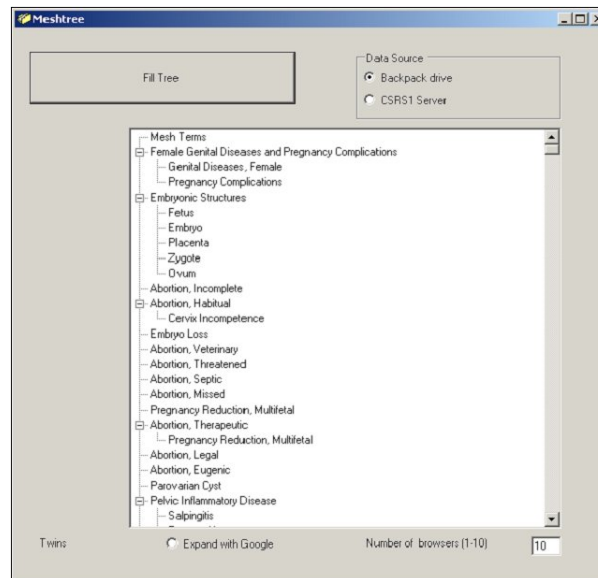 Meshtree
Fill Tree
Data Source
Backpack drive
CSRS1 Server
Mesh Terms
Female Genital Diseases and Pregnancy Complications
Genital Diseases, Female
Pregnancy Complications
Embryonic Structures
Fetus
Embryo
Placenta
Zygote
Ovum
Abortion, Incomplete
Abortion, Habitual
Cervix Incompetence
Embryo Loss
Abortion, Veterinary
Abortion, Threatened
Abortion, Septic
Abortion, Missed
Pregnancy Reduction, Multifetal
Abortion, Therapeutic
Pregnancy Reduction, Multifetal
Abortion, Legal
Abortion, Eugenic
Parovarian Cyst
Pelvic Inflammatory Disease
Salpingitis
Twins
Expand with Google
Number of browsers (1-10)
10